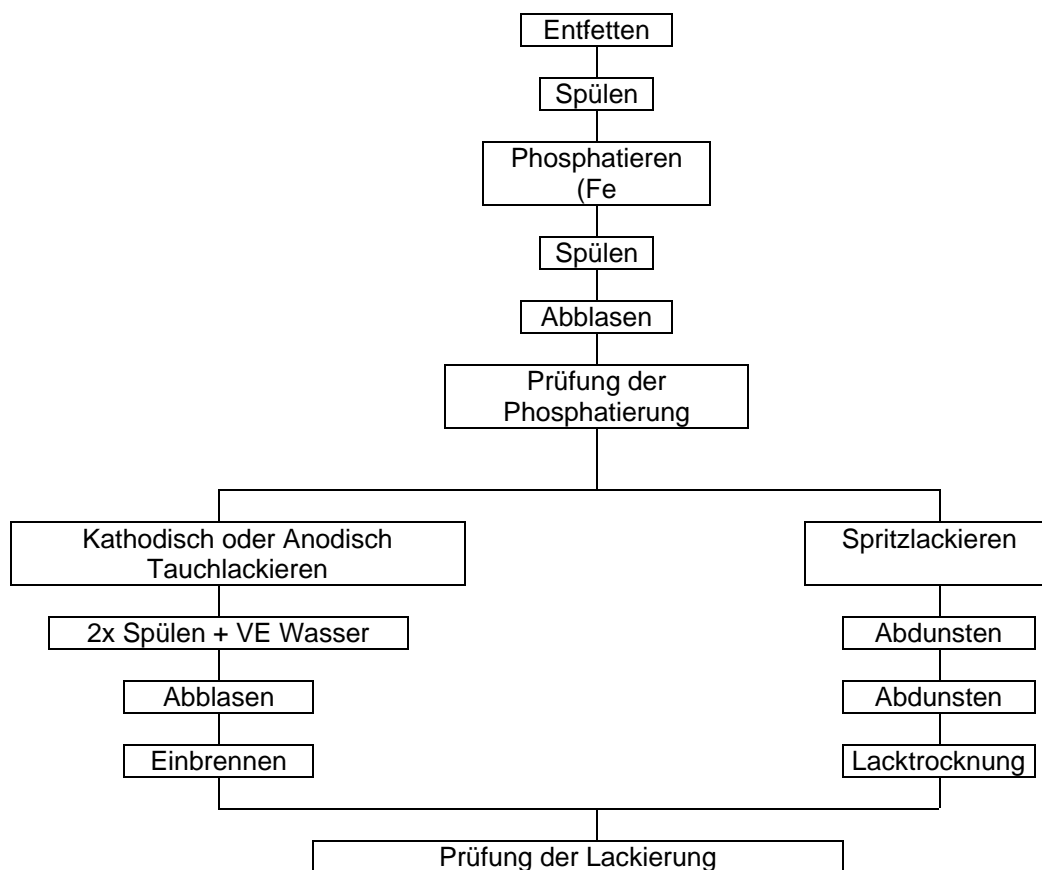 Entfetten
Spülen
Phosphatieren
(Fe
Spülen
Abblasen
Prüfung der
Phosphatierung
Kathodisch oder Anodisch
Tauchlackieren
2x Spülen + VE Wasser
Abblasen
Einbrennen
Spritzlackieren
Abdunsten
Abdunsten
Lacktrocknung
Prüfung der Lackierung